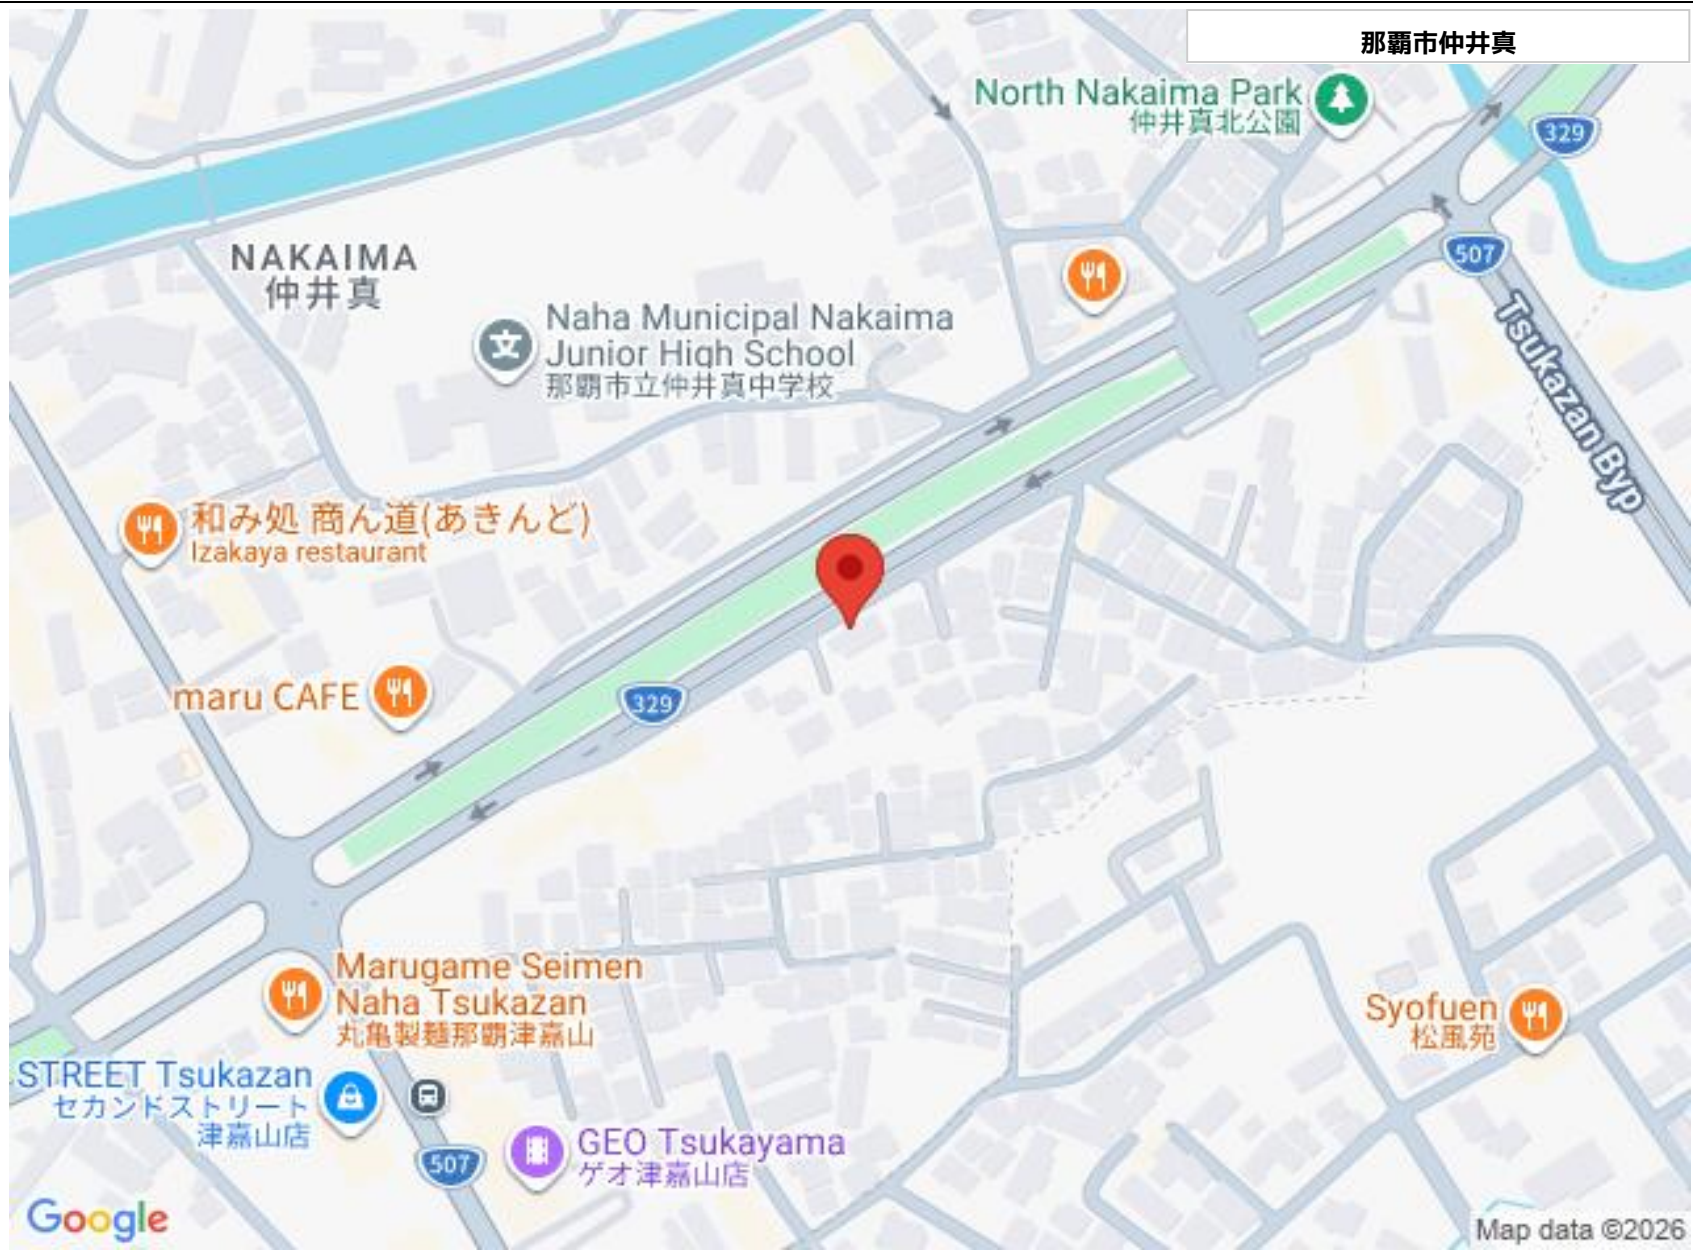 那覇市仲井真
North Nakaima Park
仲井真北公園
329
507
NAKAIMA
仲井真
Naha Municipal Nakaima
Junior High School
那覇市立仲井真中学校
Tsukazan Byp
和み処 商ん道(あきんど)
Izakaya restaurant
maru CAFE
329
Marugame Seimen
Naha Tsukazan
丸亀製麺那覇津嘉山
Syofuen
松風苑
STREET Tsukazan
セカンドストリート
津嘉山店
GEO Tsukayama
ゲオ津嘉山店
507
Google
Map data ©2026